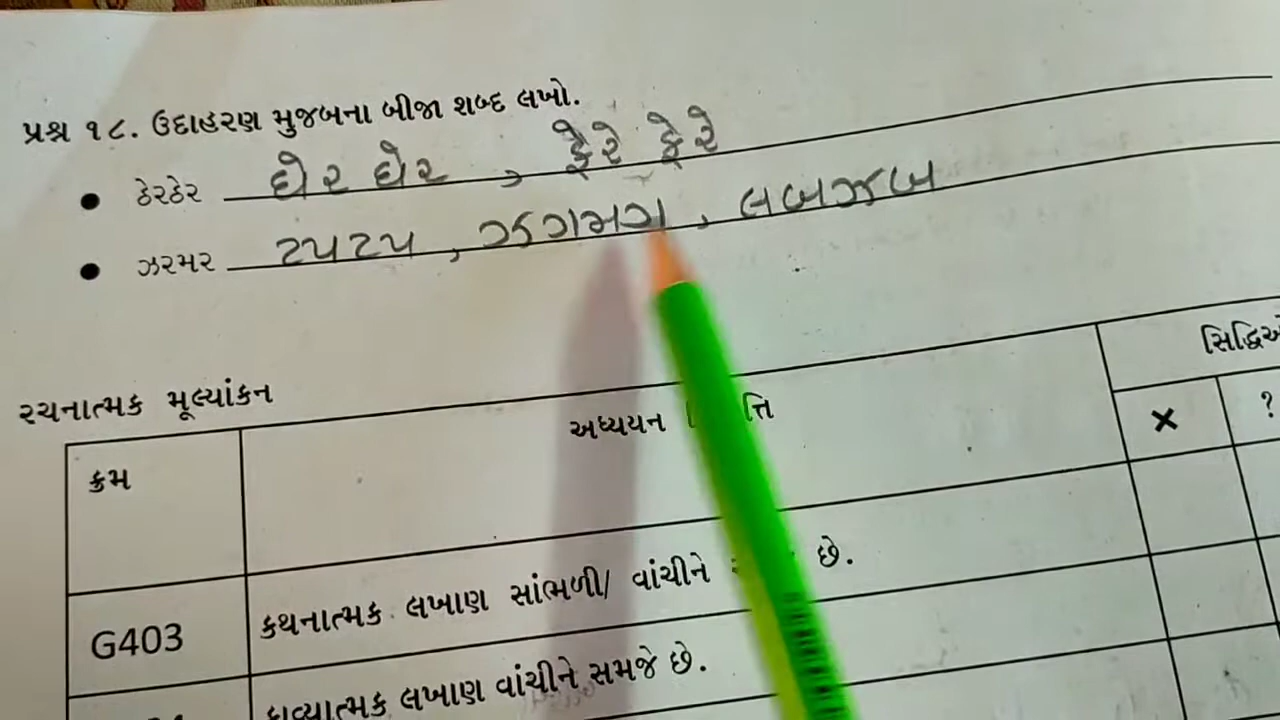 પ્રશ્ન ૧૮. ઉદાહરણ મુજબના બીજા શબ્દ લખો.
• ઠેરઠેર ઘેર ઘેર , ફેરે ફેરે
• ઝરમર ટપટપ , ઝગમગ , લબઝબ
રચનાત્મક મૂલ્યાંકન
ક્રમ અધ્યયન
× ?
G403 કથનાત્મક લખાણ સાંભળી/ વાંચીને છે.
લખાણ વાંચીને સમજે છે.